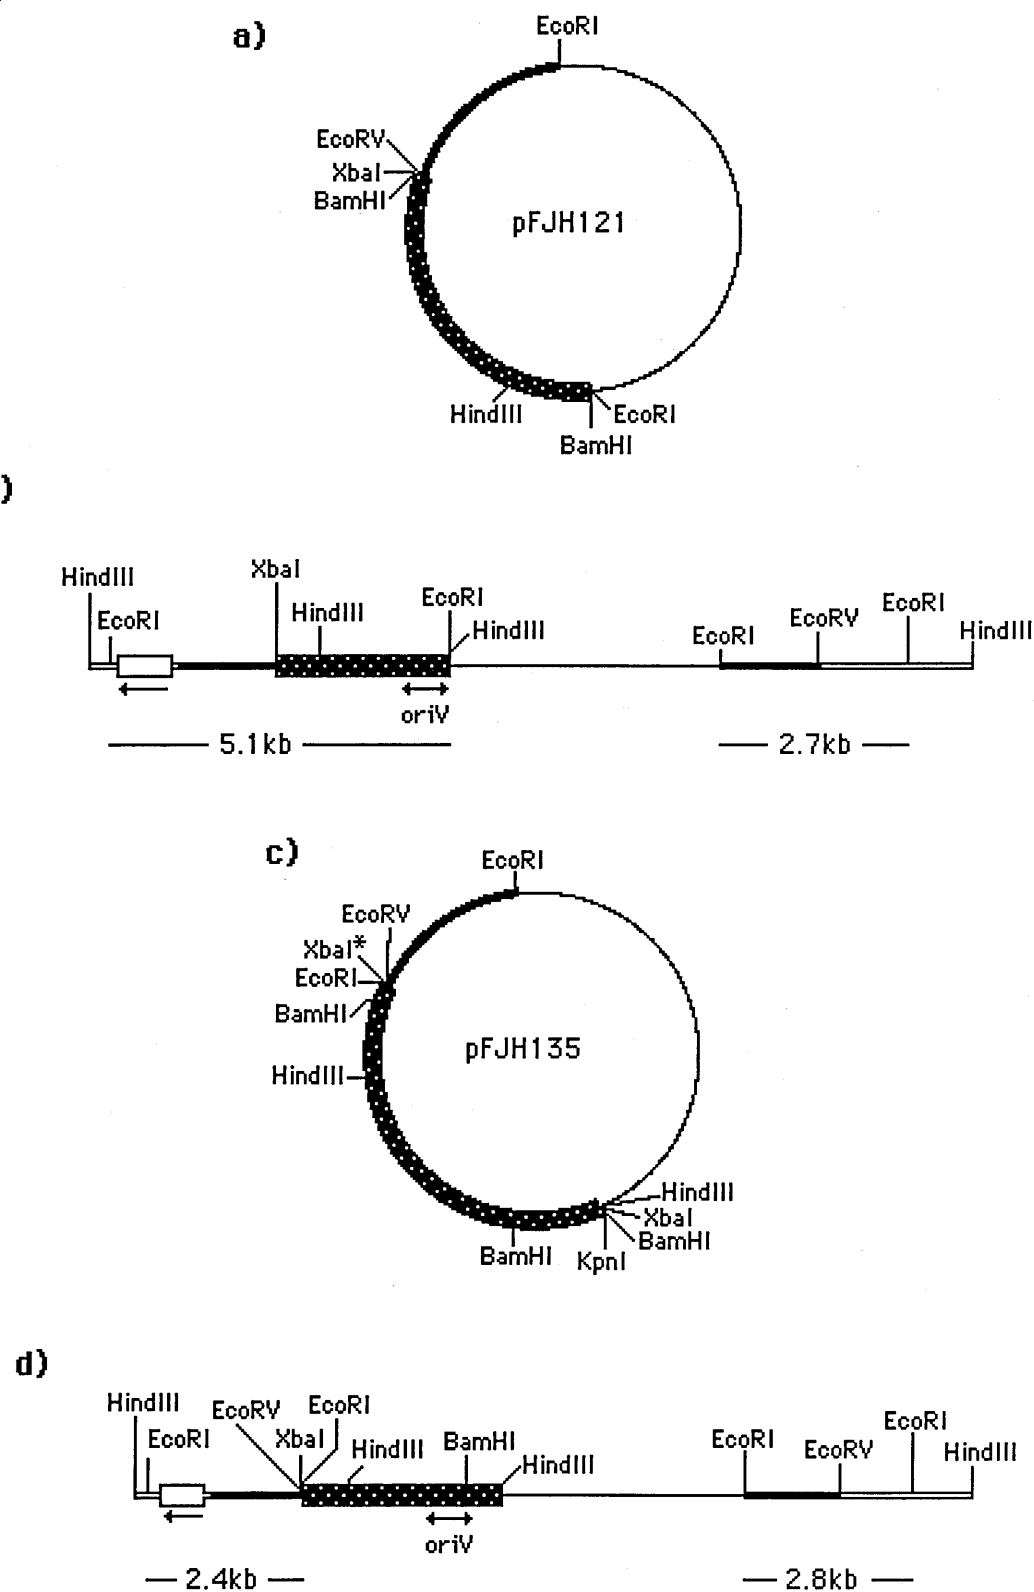 a)
EcoRI
EcoRV
XbaI
BamHI
pFJH121
HindIII
EcoRI
BamHI
)
HindIII
XbaI
EcoRI
HindIII
EcoRI
HindIII
EcoRI
EcoRV
EcoRI
HindIII
oriV
5.1kb
2.7kb
c)
EcoRI
EcoRV
XbaI*
EcoRI
BamHI
pFJH135
HindIII
HindIII
XbaI
BamHI
BamHI
KpnI
d)
HindIII
EcoRV
EcoRI
EcoRI
XbaI
HindIII
BamHI
HindIII
EcoRI
EcoRV
EcoRI
HindIII
oriV
2.4kb
2.8kb